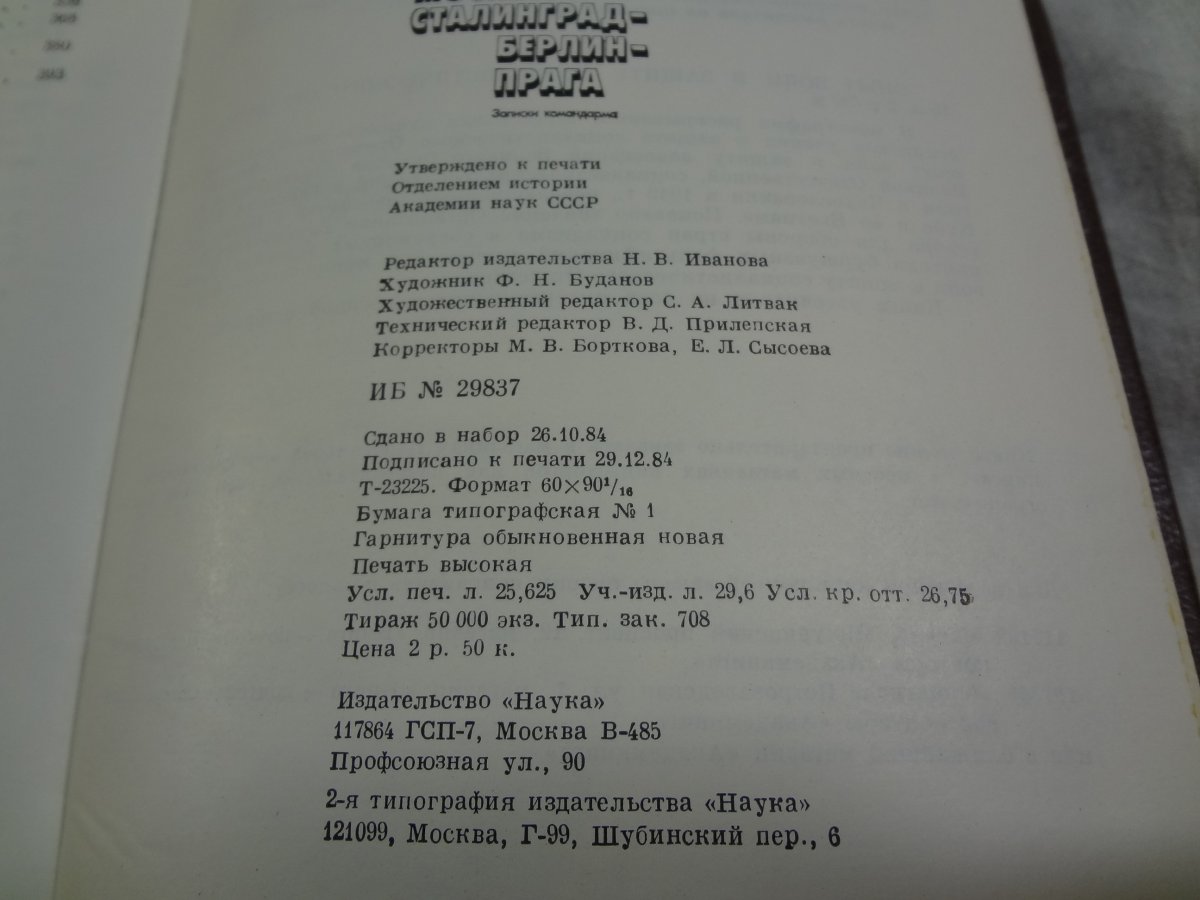 358
368
380
393
СТАЛИНГРАД-
БЕРЛИН-
ПРАГА
Записки командарма
Утверждено к печати
Отделением истории
Академии наук СССР
Редактор издательства Н. В. Иванова
Художник Ф. Н. Буданов
Художественный редактор С. А. Литвак
Технический редактор В. Д. Прилепская
Корректоры М. В. Борткова, Е. Л. Сысоева
ИБ № 29837
Сдано в набор 26.10.84
Подписано к печати 29.12.84
Т-23225. Формат 60×90¹/₁₆
Бумага типографская № 1
Гарнитура обыкновенная новая
Печать высокая
Усл. печ. л. 25,625 Уч.-изд. л. 29,6 Усл. кр. отт. 26,75
Тираж 50 000 экз. Тип. зак. 708
Цена 2 р. 50 к.
Издательство «Наука»
117864 ГСП-7, Москва В-485
Профсоюзная ул., 90
2-я типография издательства «Наука»
121099, Москва, Г-99, Шубинский пер., 6